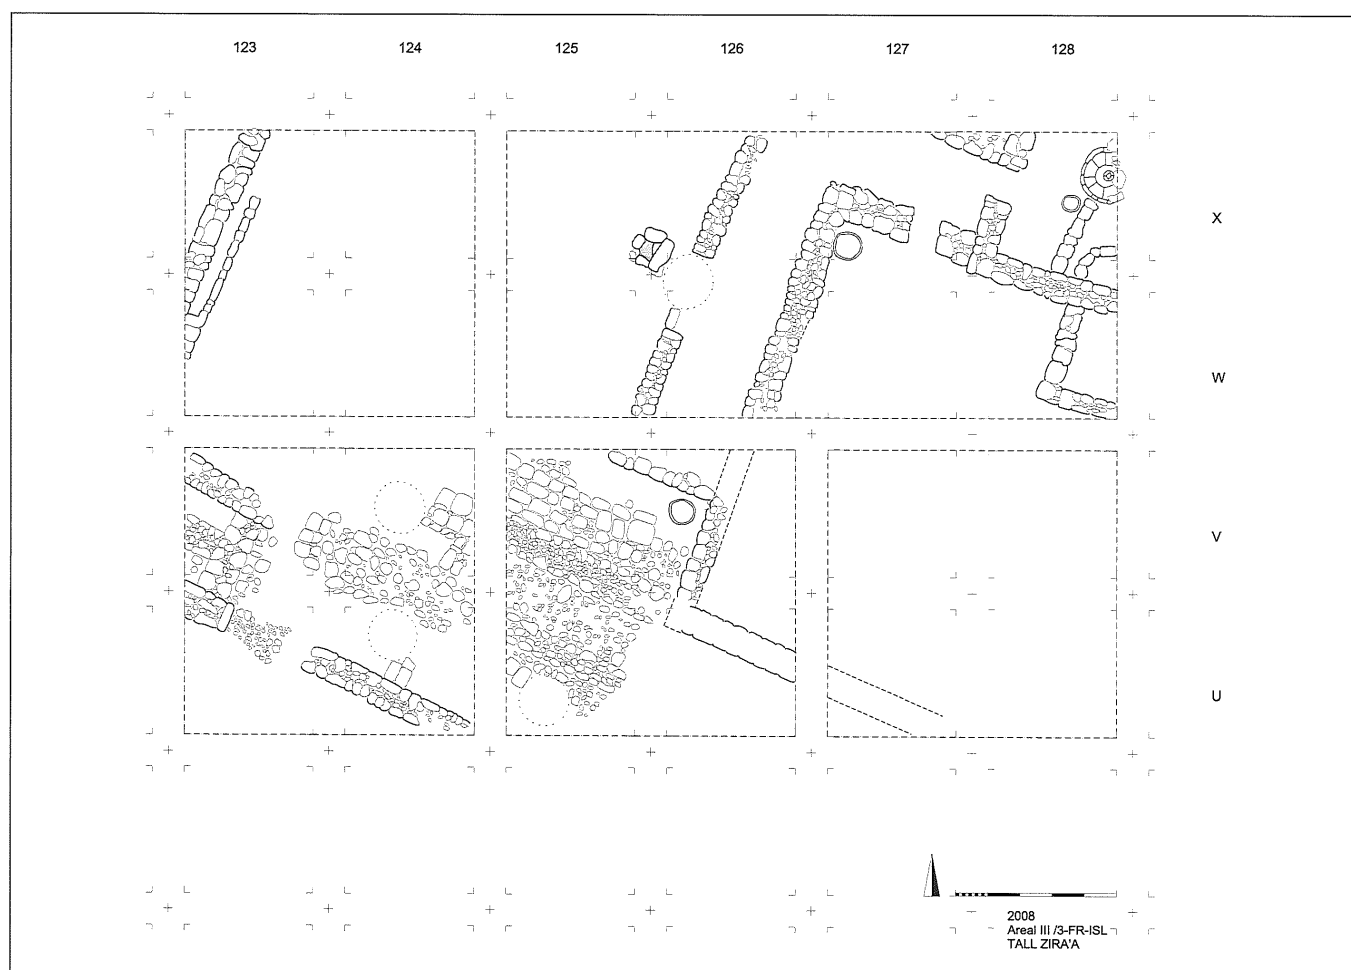 123 124 125 126 127 128
X
W
V
U
2008
Areal III /3-FR-ISL
TALL ZIRA'A